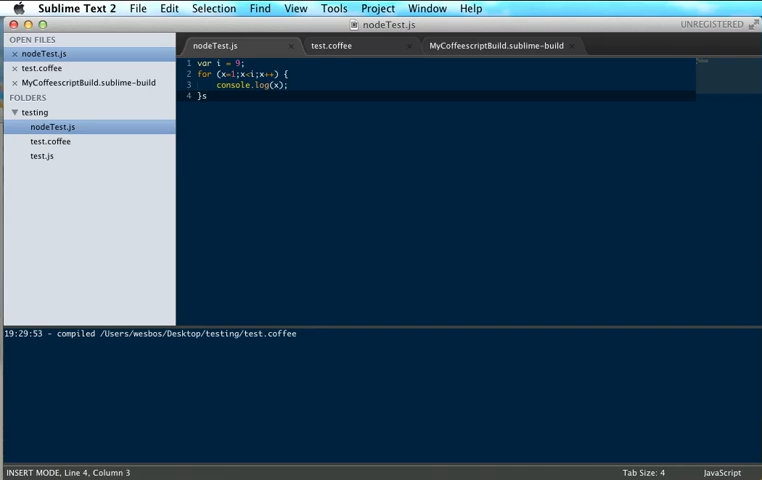 Sublime Text 2 File Edit Selection Find View Tools Project Window Help
nodeTest.js
UNREGISTERED
OPEN FILES
nodeTest.js
test.coffee
MyCoffeescriptBuild.sublime-build
FOLDERS
testing
nodeTest.js
test.coffee
test.js
nodeTest.js test.coffee MyCoffeescriptBuild.sublime-build
1 var i = 9;
2 for (x=1;x<i;x++) {
3 console.log(x);
4 }s
19:29:53 - compiled /Users/wesbos/Desktop/testing/test.coffee
INSERT MODE, Line 4, Column 3 Tab Size: 4 JavaScript